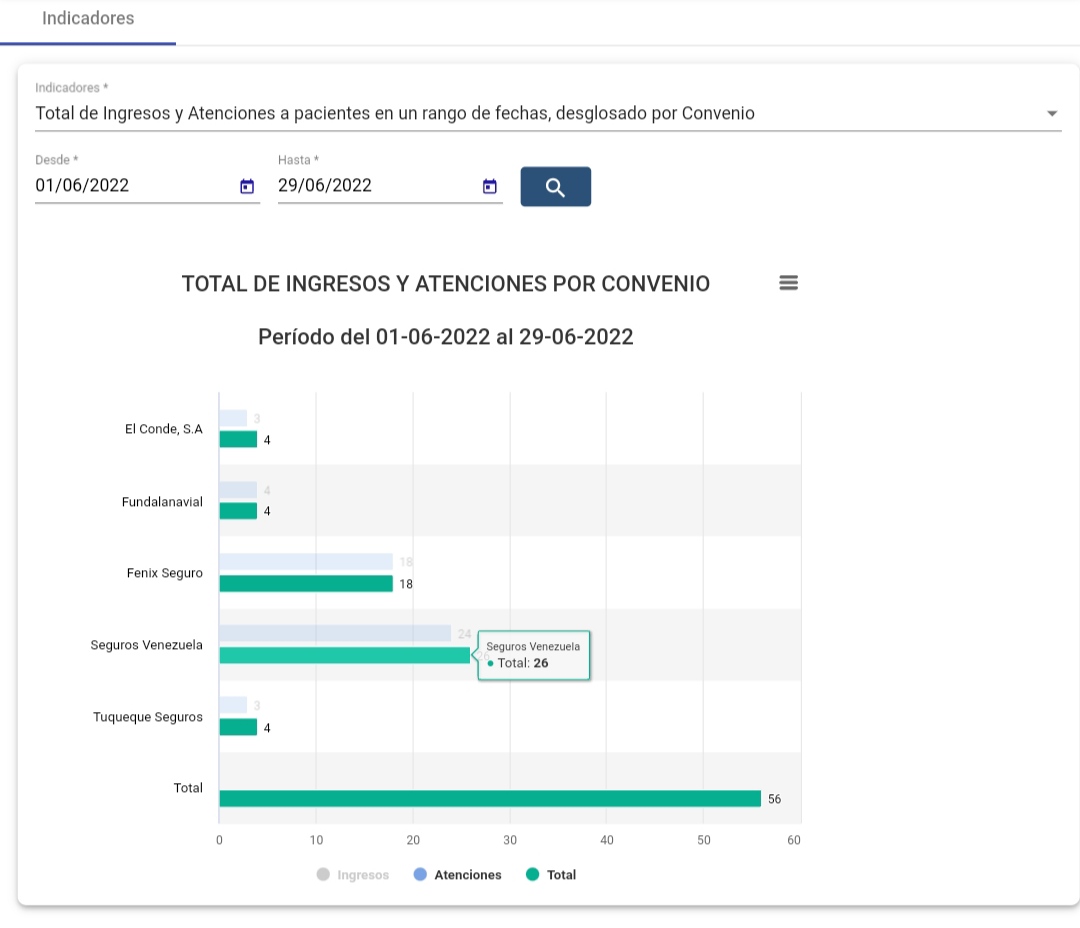 Indicadores
Indicadores *
Total de Ingresos y Atenciones a pacientes en un rango de fechas, desglosado por Convenio
Desde *
Hasta *
01/06/2022
29/06/2022
TOTAL DE INGRESOS Y ATENCIONES POR CONVENIO
Período del 01-06-2022 al 29-06-2022
3
El Conde, S.A
4
4
Fundalanavial
4
18
Fenix Seguro
18
24
Seguros Venezuela
26
Seguros Venezuela
Total: 26
3
Tuqueque Seguros
4
Total
56
0 10 20 30 40 50 60
Ingresos Atenciones Total